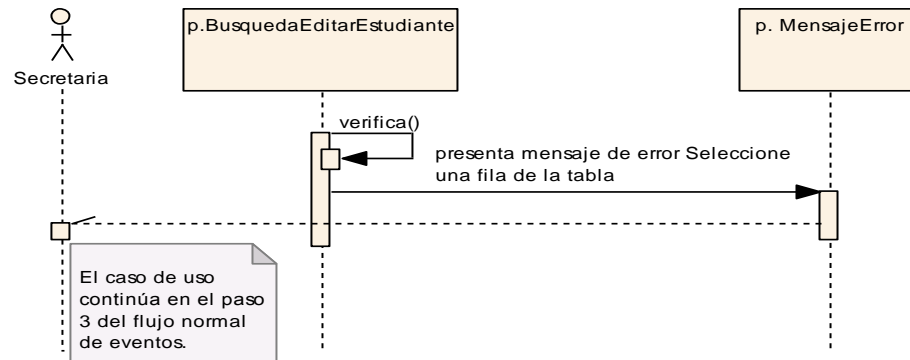 p.BusquedaEditarEstudiante
p. MensajeError
Secretaria
verifica()
presenta mensaje de error Seleccione
una fila de la tabla
El caso de uso
continúa en el paso
3 del flujo normal
de eventos.